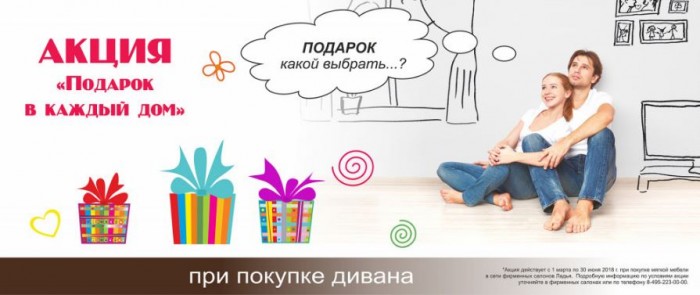 АКЦИЯ
«Подарок
в каждый дом»
ПОДАРОК
какой выбрать...?
при покупке дивана
*Акция действует с 1 марта по 30 июня 2018 г. при покупке мягкой мебели
в сети фирменных салонов Ладья. Подробную информацию по условиям акции
уточняйте в фирменных салонах или по телефону 8-495-223-00-00.